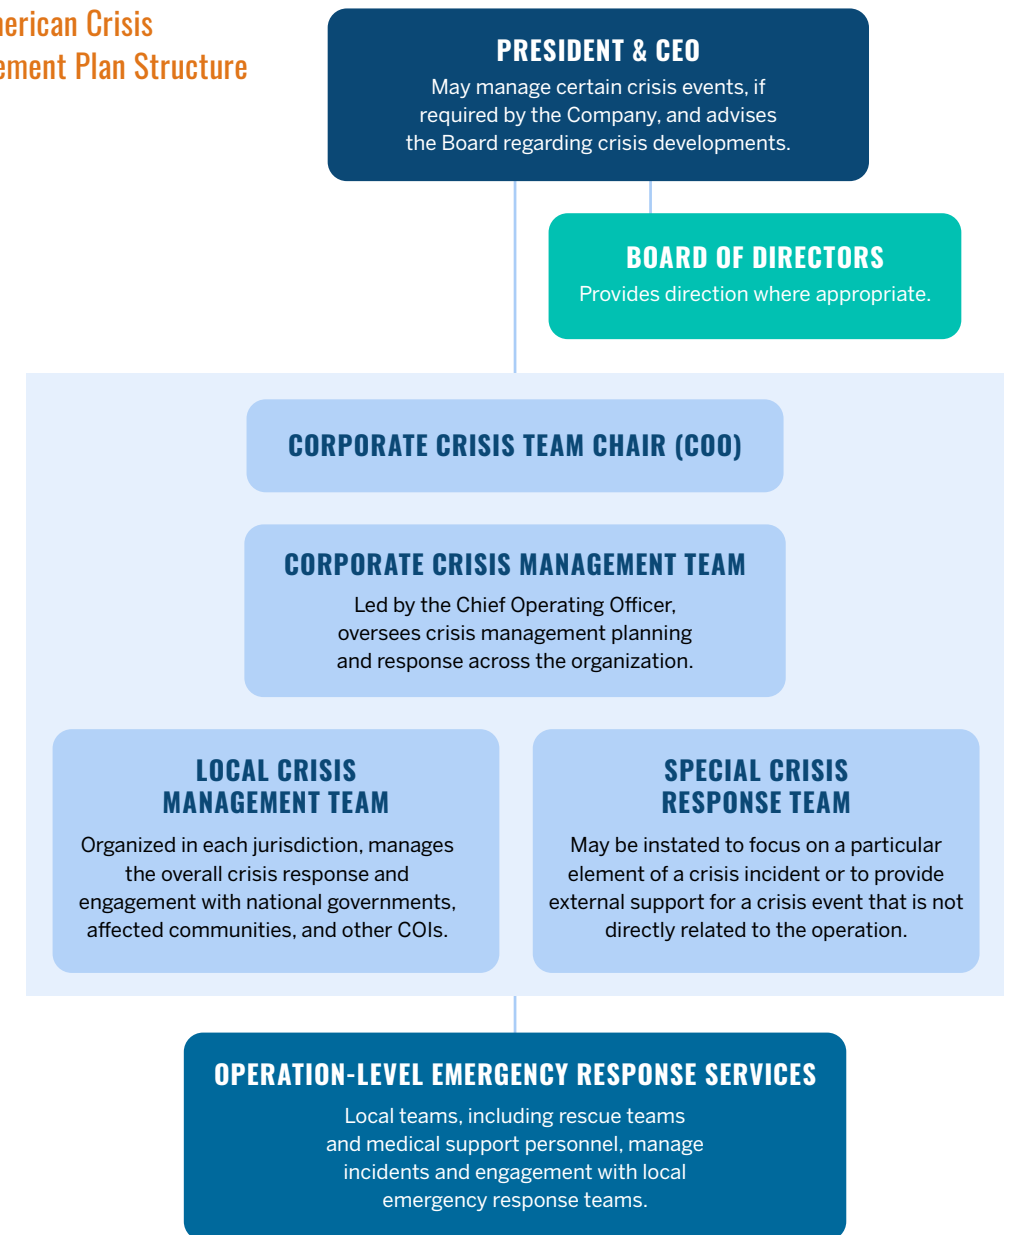 American Crisis
Plan Structure
PRESIDENT & CEO
May manage certain crisis events, if
required by the Company, and advises
the Board regarding crisis developments.
BOARD OF DIRECTORS
Provides direction where appropriate.
CORPORATE CRISIS TEAM CHAIR (COO)
CORPORATE CRISIS MANAGEMENT TEAM
Led by the Chief Operating Officer,
oversees crisis management planning
and response across the organization.
LOCAL CRISIS
MANAGEMENT TEAM
Organized in each jurisdiction, manages
the overall crisis response and
engagement with national governments,
affected communities, and other COIs.
SPECIAL CRISIS
RESPONSE TEAM
May be instated to focus on a particular
element of a crisis incident or to provide
external support for a crisis event that is not
directly related to the operation.
OPERATION-LEVEL EMERGENCY RESPONSE SERVICES
Local teams, including rescue teams
and medical support personnel, manage
incidents and engagement with local
emergency response teams.